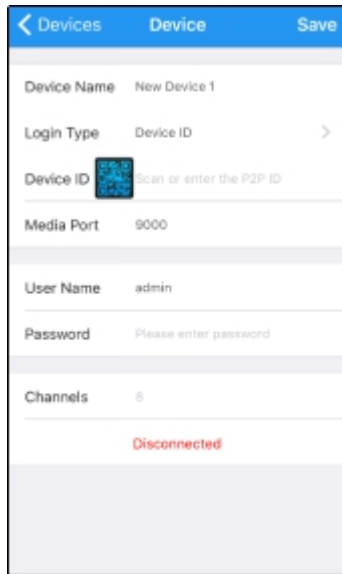 Devices Device Save
Device Name New Device 1
Login Type Device ID
Device ID Scan or enter the P2P ID
Media Port 9000
User Name admin
Password Please enter password
Channels 8
Disconnected